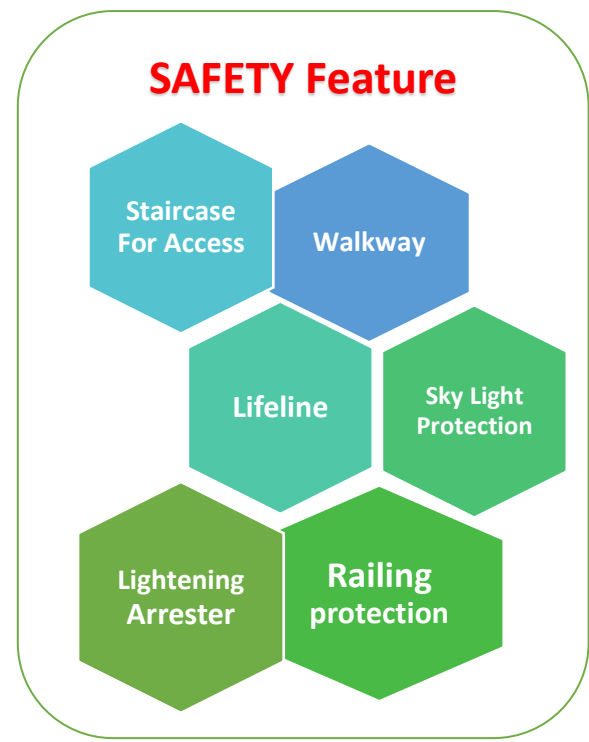 SAFETY Feature
Staircase
For Access
Walkway
Lifeline
Sky Light
Protection
Lightening
Arrester
Railing
protection